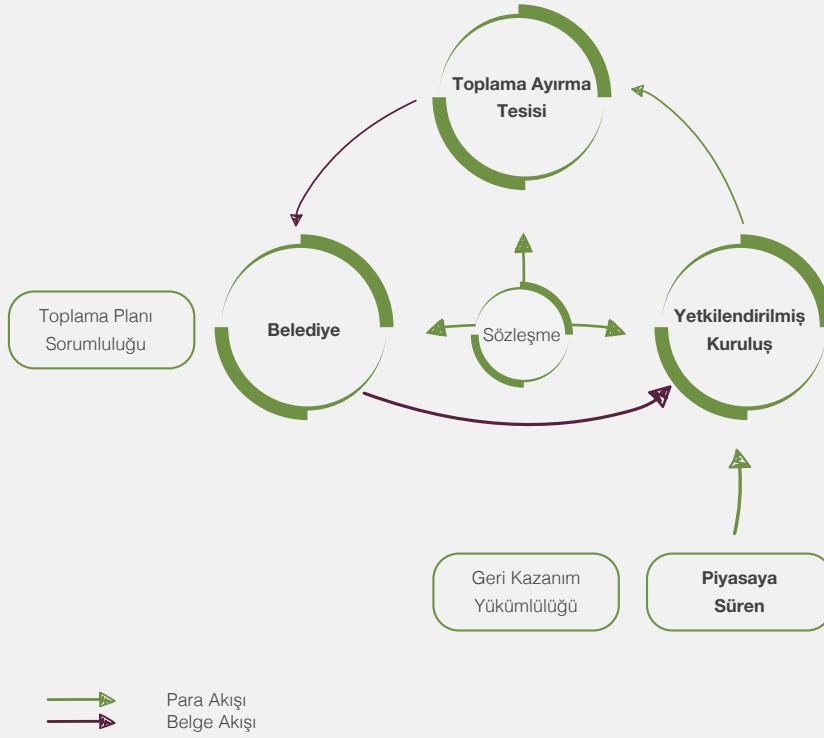 Toplama Ayırma
Tesisi
Toplama Planı
Sorumluluğu
Belediye
Sözleşme
Yetkilendirilmiş
Kuruluş
Geri Kazanım
Yükümlülüğü
Piyasaya
Süren
Para Akışı
Belge Akışı